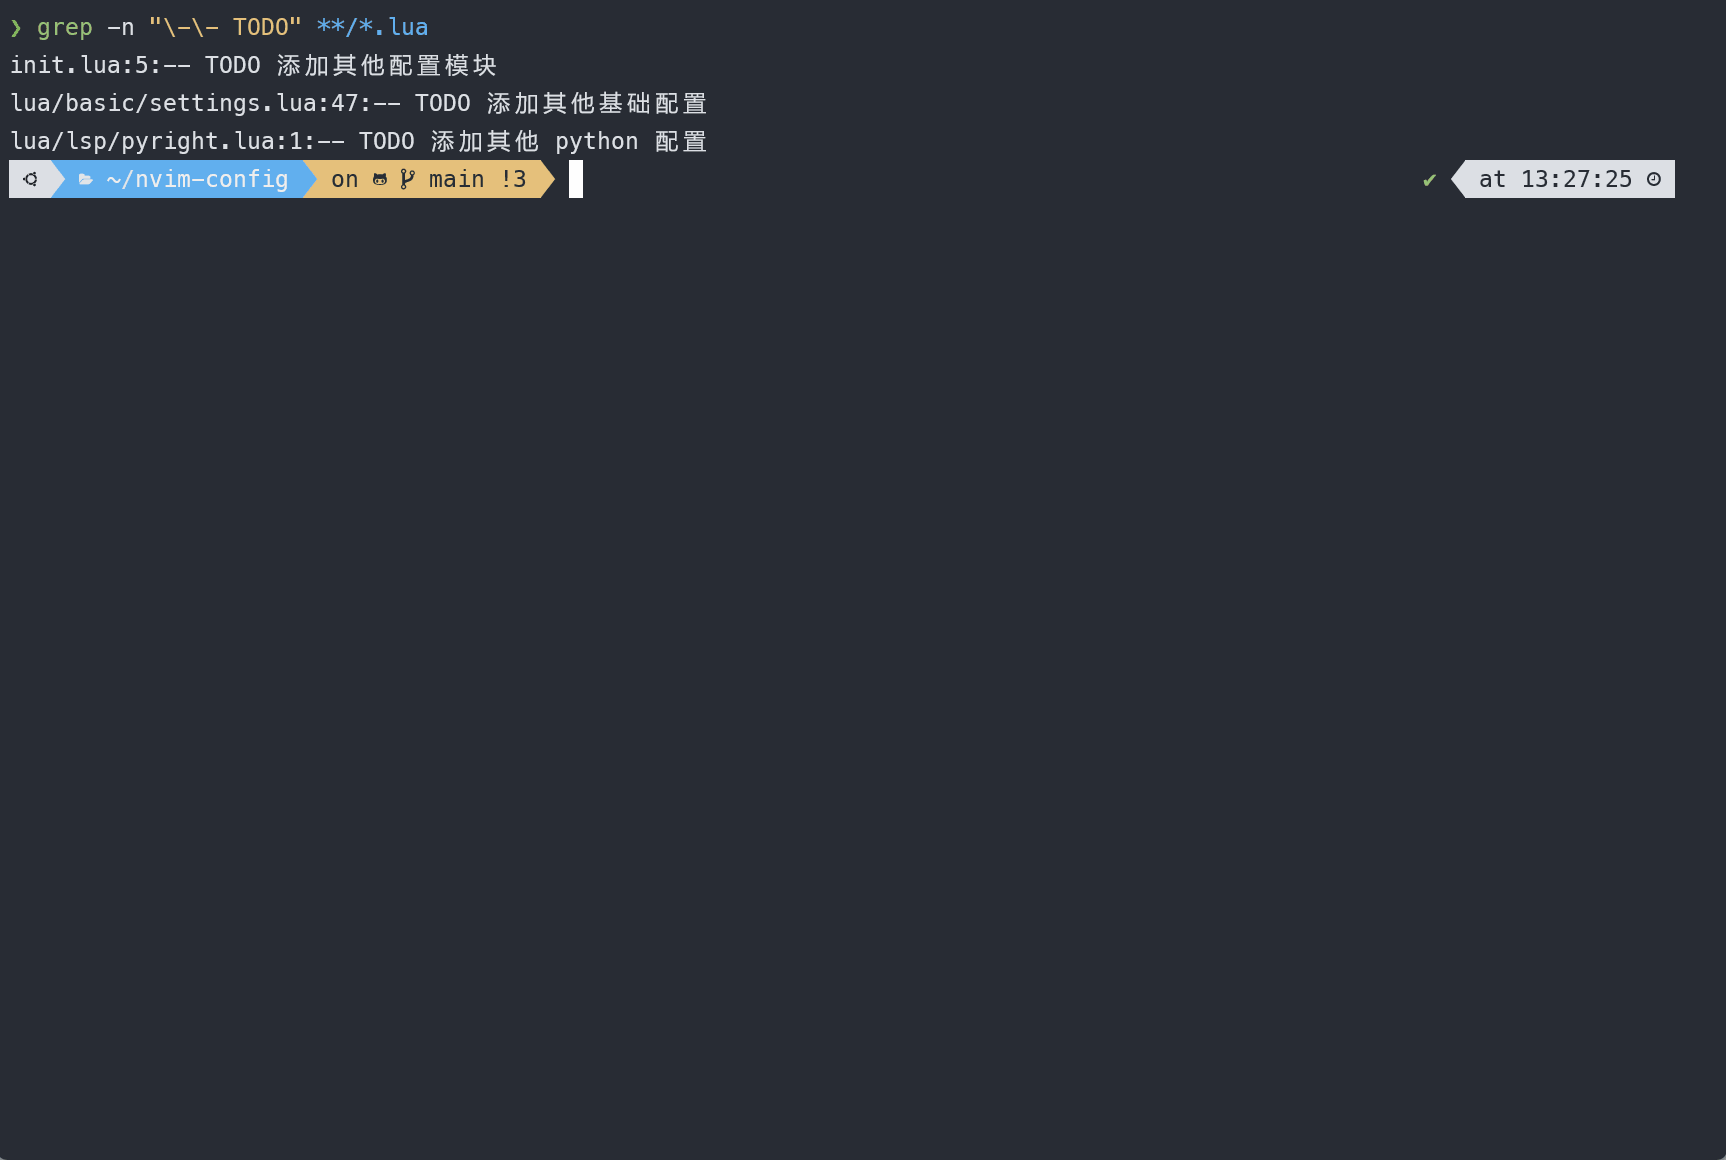 ❯ grep -n "\-\- TODO" **/*.lua
init.lua:5:-- TODO 添加其他配置模块
lua/basic/settings.lua:47:-- TODO 添加其他基础配置
lua/lsp/pyright.lua:1:-- TODO 添加其他 python 配置
~/nvim-config on main !3 ✔ at 13:27:25